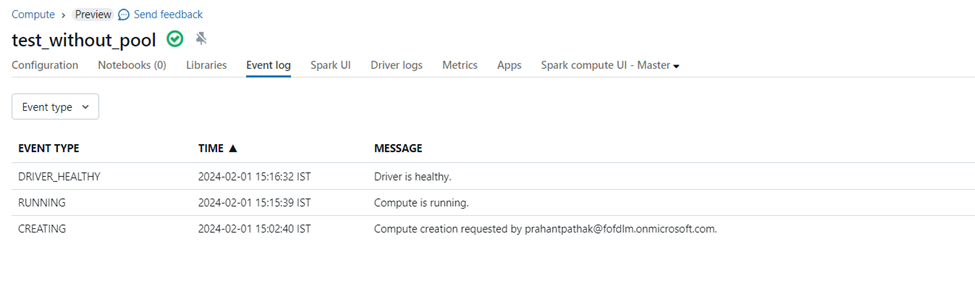 Compute > Preview Send feedback
test_without_pool
Configuration Notebooks (0) Libraries Event log Spark UI Driver logs Metrics Apps Spark compute UI - Master
Event type
EVENT TYPE TIME ▲ MESSAGE
DRIVER_HEALTHY 2024-02-01 15:16:32 IST Driver is healthy.
RUNNING 2024-02-01 15:15:39 IST Compute is running.
CREATING 2024-02-01 15:02:40 IST Compute creation requested by prahantpathak@fofdlm.onmicrosoft.com.